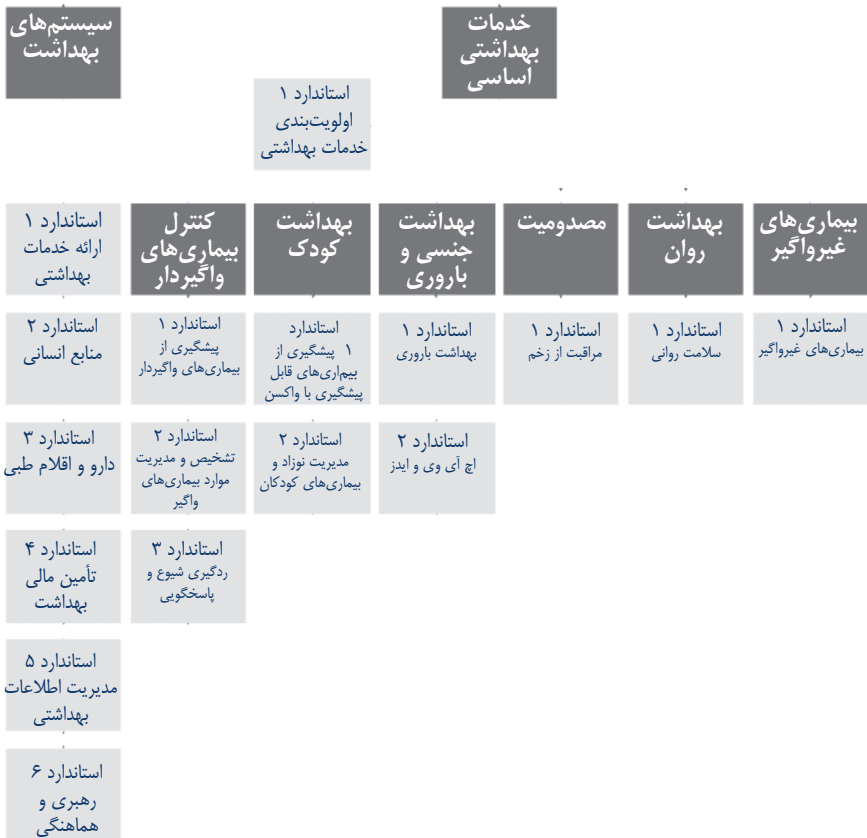 سیستم‌های
بهداشت
خدمات
بهداشتی
اساسی
استاندارد ۱
اولویت‌بندی
خدمات بهداشتی
استاندارد ۱
ارائه خدمات
بهداشتی
کنترل
بیماری‌های
واگیردار
بهداشت
کودک
بهداشت
جنسی و
باروری
مصدومیت
بهداشت
روان
بیماری‌های
غیرواگیر
استاندارد ۲
منابع انسانی
استاندارد ۱
پیشگیری از
بیماری‌های واگیردار
استاندارد
۱ پیشگیری از
بیماری‌های قابل
پیشگیری با واکسن
استاندارد ۱
بهداشت باروری
استاندارد ۱
مراقبت از زخم
استاندارد ۱
سلامت روانی
استاندارد ۱
بیماری‌های غیرواگیر
استاندارد ۳
دارو و اقلام طبی
استاندارد ۲
تشخیص و مدیریت
موارد بیماری‌های
واگیر
استاندارد ۲
مدیریت نوزاد و
بیماری‌های کودکان
استاندارد ۲
اچ آی وی و ایدز
استاندارد ۴
تأمین مالی
بهداشت
استاندارد ۳
ردگیری شیوع و
پاسخگویی
استاندارد ۵
مدیریت اطلاعات
بهداشتی
استاندارد ۶
رهبری و
هماهنگی